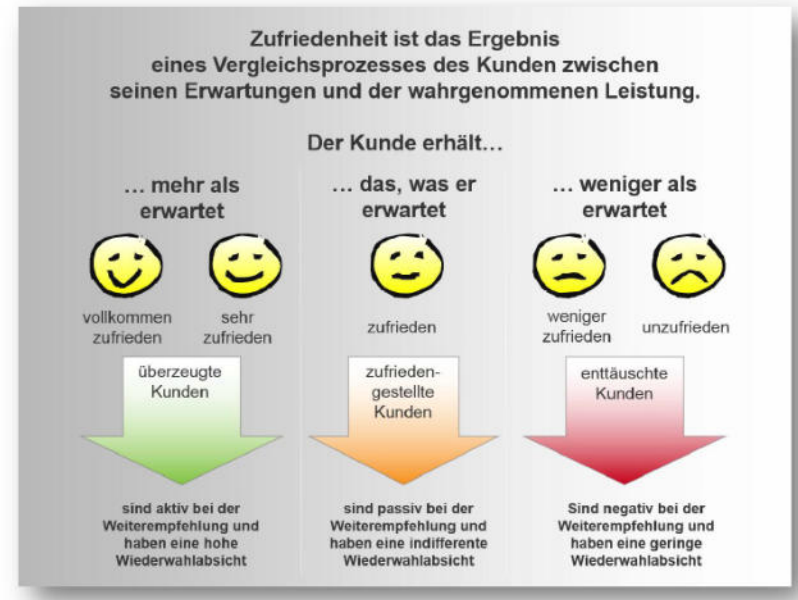 Zufriedenheit ist das Ergebnis
eines Vergleichsprozesses des Kunden zwischen
seinen Erwartungen und der wahrgenommenen Leistung.
Der Kunde erhält…
… mehr als
erwartet
vollkommen
zufrieden
sehr
zufrieden
überzeugte
Kunden
sind aktiv bei der
Weiterempfehlung und
haben eine hohe
Wiederwahlabsicht
… das, was er
erwartet
zufrieden
zufrieden-
gestellte
Kunden
sind passiv bei der
Weiterempfehlung und
haben eine indifferente
Wiederwahlabsicht
… weniger als
erwartet
weniger
zufrieden
unzufrieden
enttäuschte
Kunden
Sind negativ bei der
Weiterempfehlung und
haben eine geringe
Wiederwahlabsicht